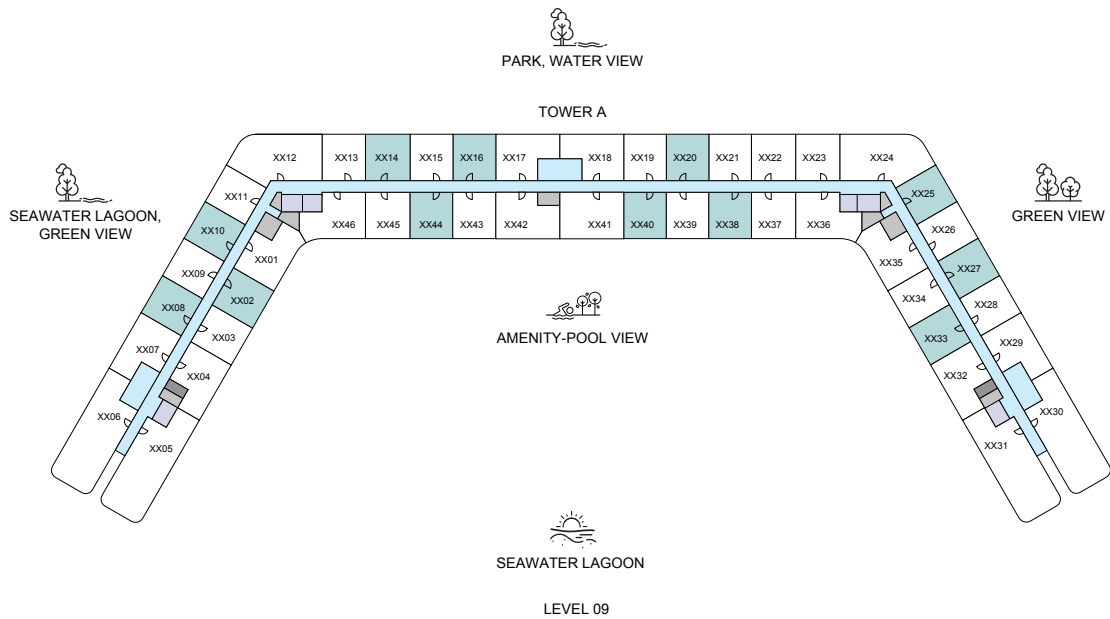 PARK, WATER VIEW
TOWER A
XX12 XX13 XX14 XX15 XX16 XX17 XX18 XX19 XX20 XX21 XX22 XX23 XX24
SEAWATER LAGOON,
GREEN VIEW
GREEN VIEW
XX11 XX25
XX46 XX45 XX44 XX43 XX42 XX41 XX40 XX39 XX38 XX37 XX36
XX10 XX26
XX01 XX35
XX09 XX27
XX02 XX34
XX08 XX28
XX03 XX33
AMENITY-POOL VIEW
XX07 XX29
XX04 XX32
XX06 XX30
XX05 XX31
SEAWATER LAGOON
LEVEL 09